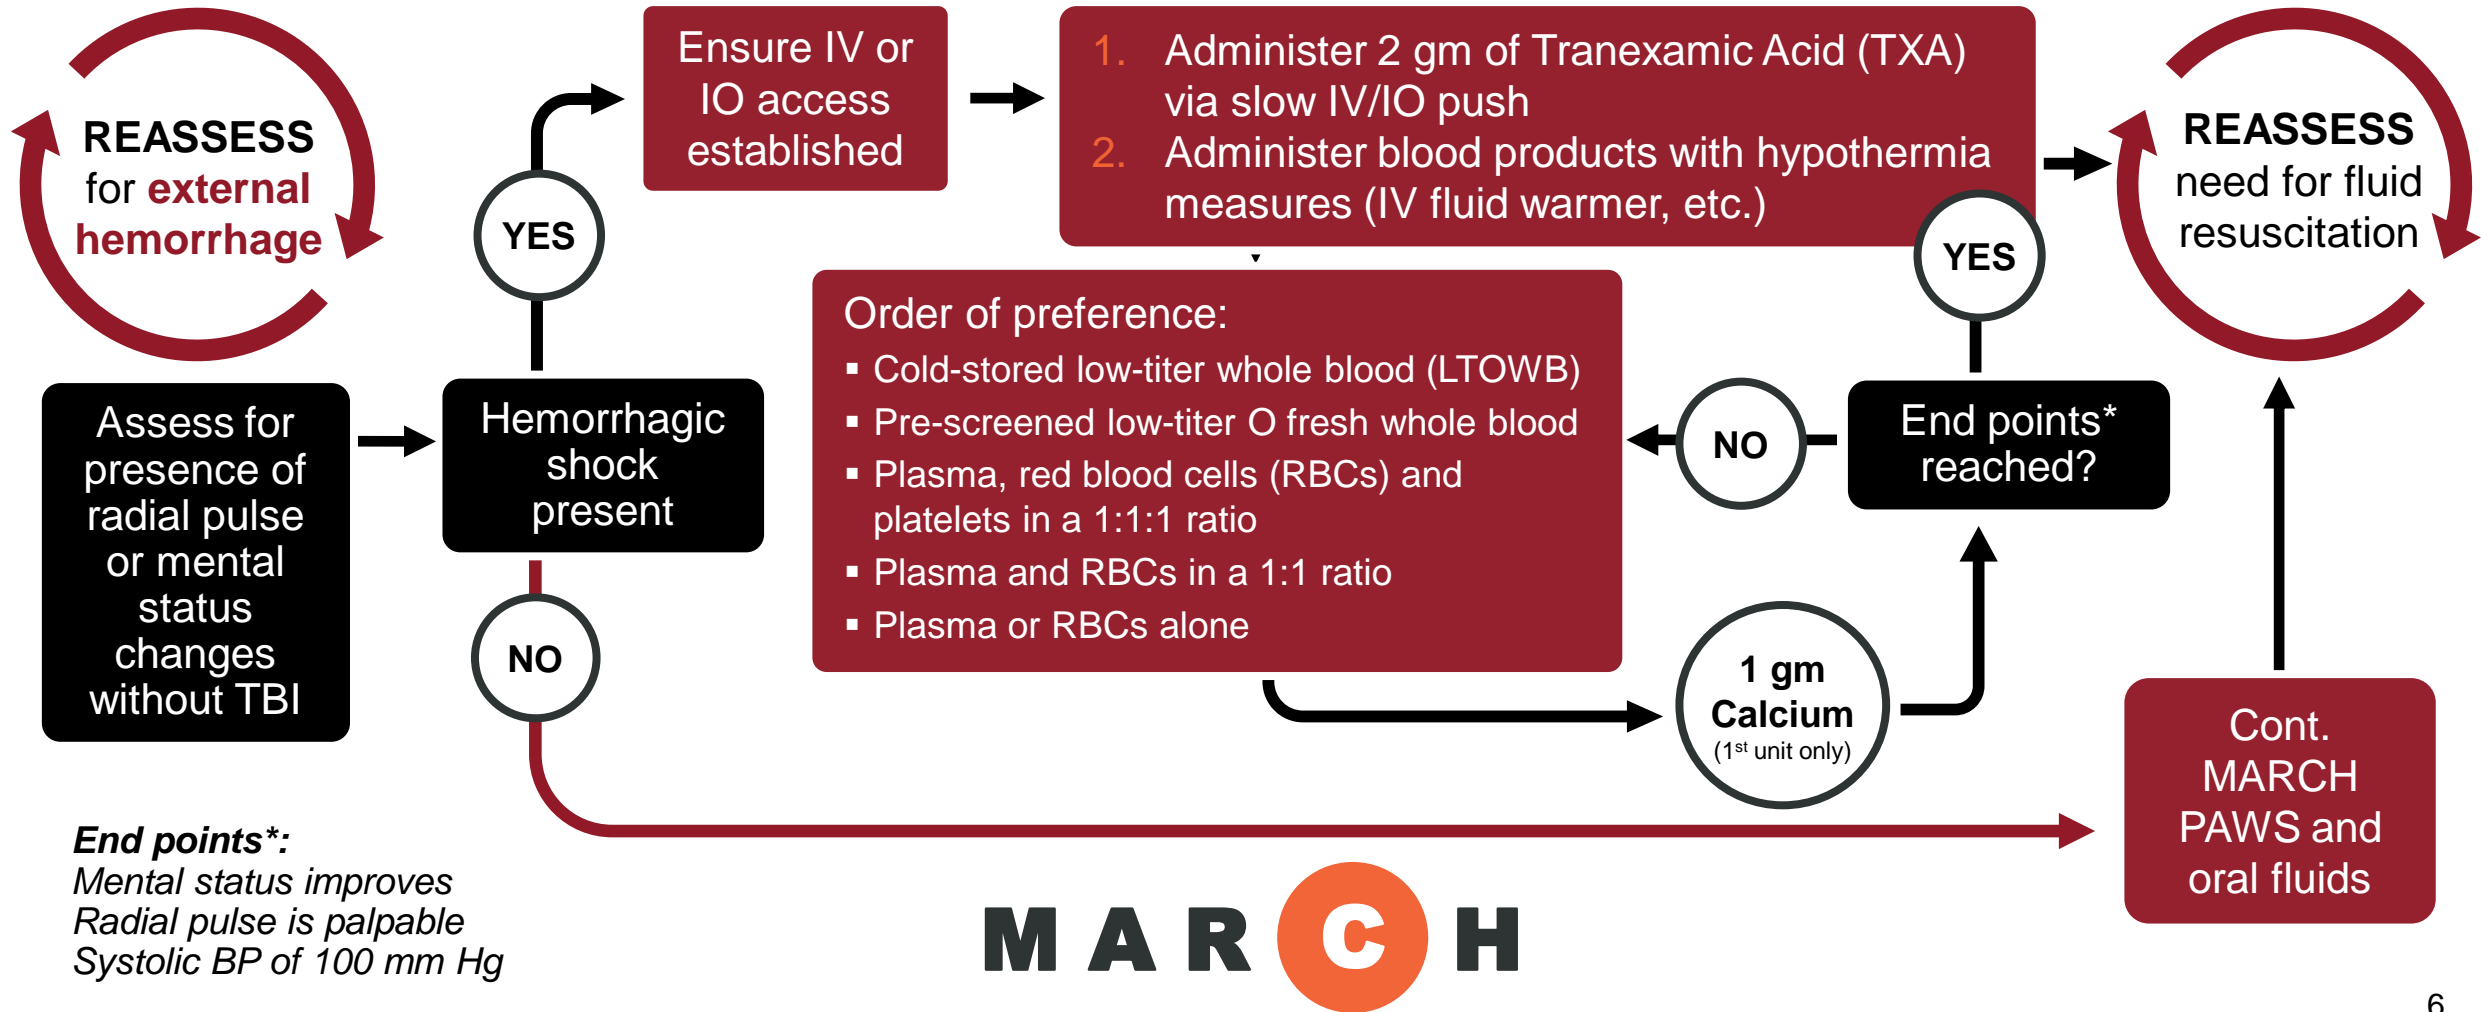 REASSESS
for external
hemorrhage
Assess for
presence of
radial pulse
or mental
status
changes
without TBI
Hemorrhagic
shock
present
YES
NO
Ensure IV or
IO access
established
1. Administer 2 gm of Tranexamic Acid (TXA)
via slow IV/IO push
2. Administer blood products with hypothermia
measures (IV fluid warmer, etc.)
Order of preference:
▪ Cold-stored low-titer whole blood (LTOWB)
▪ Pre-screened low-titer O fresh whole blood
▪ Plasma, red blood cells (RBCs) and
platelets in a 1:1:1 ratio
▪ Plasma and RBCs in a 1:1 ratio
▪ Plasma or RBCs alone
1 gm
Calcium
(1st unit only)
End points*
reached?
NO
YES
REASSESS
need for fluid
resuscitation
Cont.
MARCH
PAWS and
oral fluids
End points*:
Mental status improves
Radial pulse is palpable
Systolic BP of 100 mm Hg
MARCH
6